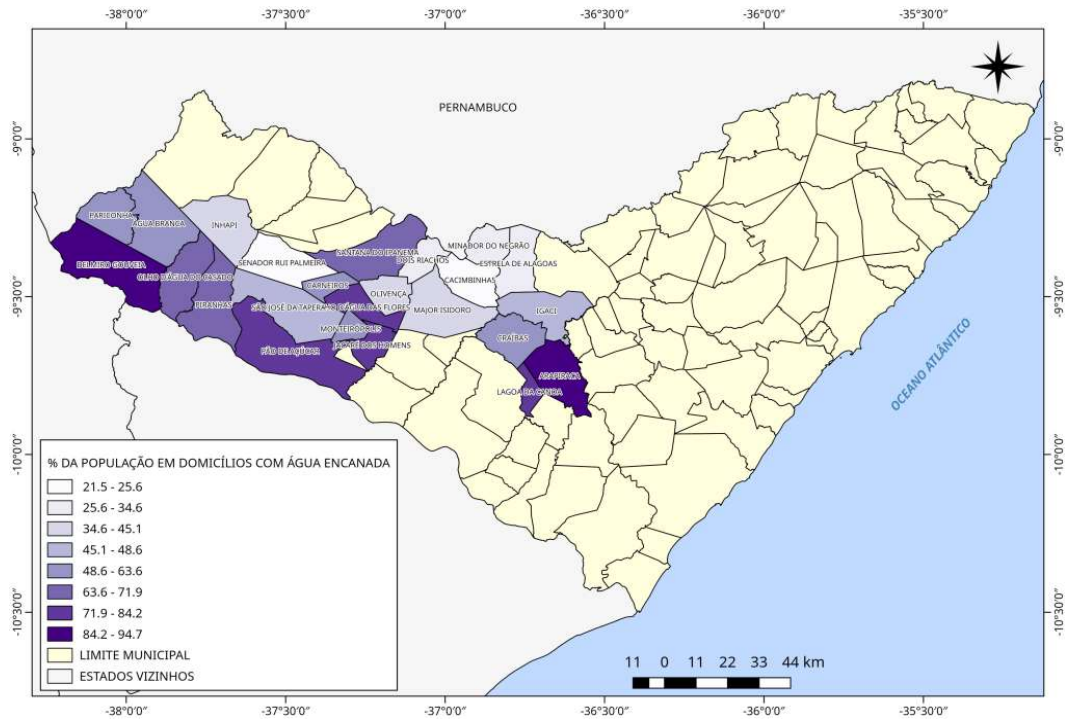 -38°0'0" -37°30'0" -37°0'0" -36°30'0" -36°0'0" -35°30'0"
-9°0'0" -9°0'0"
-9°30'0" -9°30'0"
-10°0'0" -10°0'0"
-10°30'0" -10°30'0"
PERNAMBUCO
PARICONHA
ÁGUA BRANCA
INHAPI
MINADOR DO NEGRÃO
SANTANA DO IPANEMA
DOIS RIACHOS
SENADOR RUI PALMEIRA
ESTRELA DE ALAGOAS
DELMIRO GOUVEIA
OLHO D'ÁGUA DO CASADO
CACIMBINHAS
CARNEIROS
OLIVENÇA
PIRANHAS
SÃO JOSÉ DA TAPERA
D'ÁGUA DAS FLORES
MAJOR ISIDORO
IGACI
MONTEIRÓPOLIS
CRAÍBAS
PÃO DE AÇÚCAR
JACARÉ DOS HOMENS
ARAPIRACA
LAGOA DA CANOA
OCEANO ATLÂNTICO
% DA POPULAÇÃO EM DOMICÍLIOS COM ÁGUA ENCANADA
21.5 - 25.6
25.6 - 34.6
34.6 - 45.1
45.1 - 48.6
48.6 - 63.6
63.6 - 71.9
71.9 - 84.2
84.2 - 94.7
LIMITE MUNICIPAL
ESTADOS VIZINHOS
11 0 11 22 33 44 km
-38°0'0" -37°30'0" -37°0'0" -36°30'0" -36°0'0" -35°30'0"